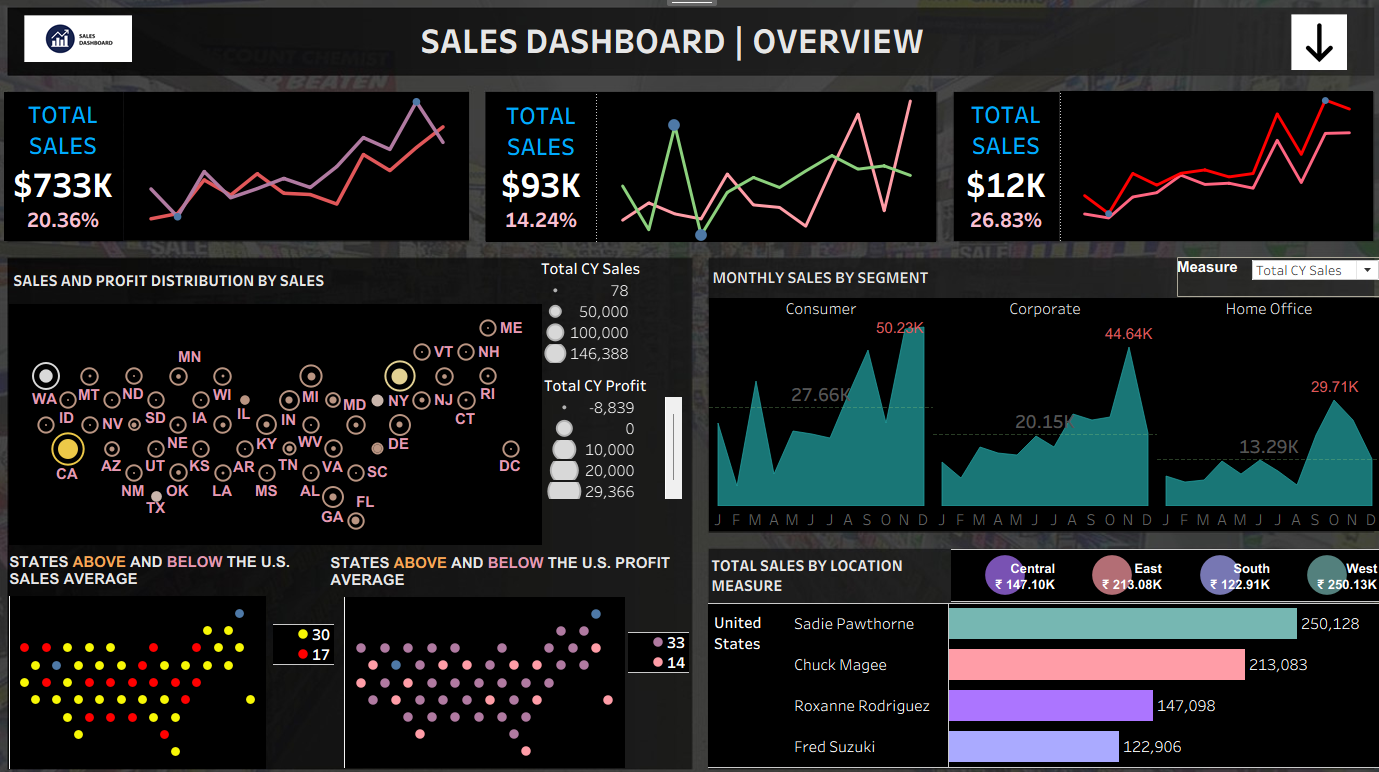 SALES
DASHBOARD
SALES DASHBOARD | OVERVIEW
TOTAL
SALES
$733K
20.36%
TOTAL
SALES
$93K
14.24%
TOTAL
SALES
$12K
26.83%
SALES AND PROFIT DISTRIBUTION BY SALES
ME
VT NH
MN
WA MT ND WI MI MD NY NJ RI
ID NV SD IA IL IN CT
NE KY WV DE
CA AZ UT KS AR TN VA SC DC
NM OK LA MS AL
TX GA FL
Total CY Sales
78
50,000
100,000
146,388
Total CY Profit
-8,839
0
10,000
20,000
29,366
MONTHLY SALES BY SEGMENT
Measure
Total CY Sales
Consumer Corporate Home Office
50.23K
27.66K
44.64K
20.15K
29.71K
13.29K
J F M A M J J A S O N D
J F M A M J J A S O N D
J F M A M J J A S O N D
STATES ABOVE AND BELOW THE U.S.
SALES AVERAGE
30
17
STATES ABOVE AND BELOW THE U.S. PROFIT
AVERAGE
33
14
TOTAL SALES BY LOCATION
MEASURE
Central
₹ 147.10K
East
₹ 213.08K
South
₹ 122.91K
West
₹ 250.13K
United
States
Sadie Pawthorne 250,128
Chuck Magee 213,083
Roxanne Rodriguez 147,098
Fred Suzuki 122,906